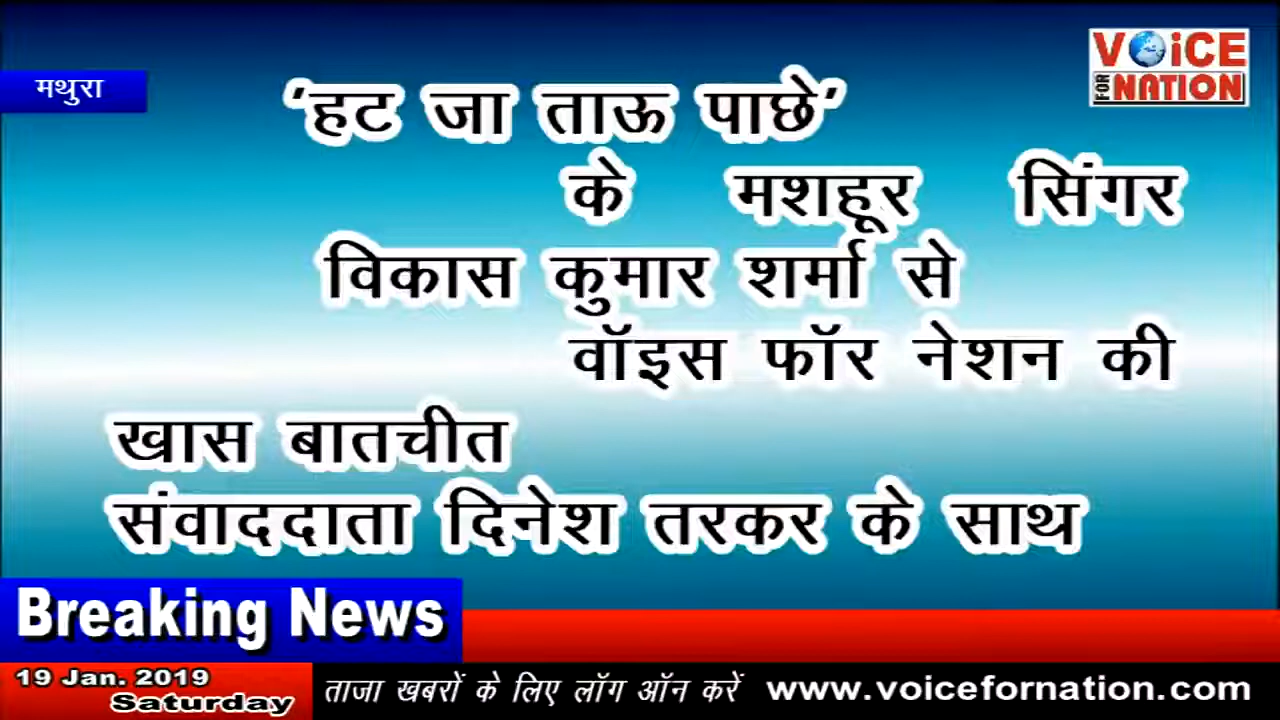 VOiCE
FOR NATION
मथुरा
'हट जा ताऊ पाछे'
के मशहूर सिंगर
विकास कुमार शर्मा से
वॉइस फॉर नेशन की
खास बातचीत
संवाददाता दिनेश तरकर के साथ
Breaking News
19 Jan. 2019
Saturday
ताजा खबरों के लिए लॉग ऑन करें www.voicefornation.com